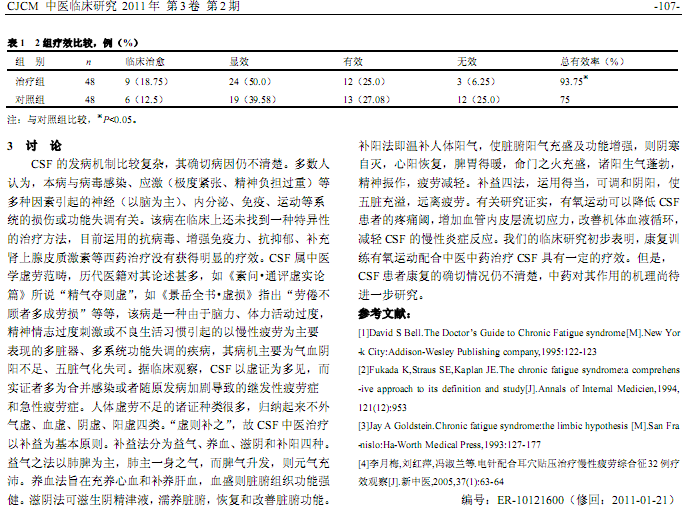 CJCM 中医临床研究 2011年 第3卷 第2期 -107-
表1 2组疗效比较，例（%）
组 别 n 临床治愈 显效 有效 无效 总有效率（%）
治疗组 48 9（18.75） 24（50.0） 12（25.0） 3（6.25） 93.75*
对照组 48 6（12.5） 19（39.58） 13（27.08） 12（25.0） 75
注：与对照组比较，*P<0.05。
3 讨 论
CSF 的发病机制比较复杂，其确切病因仍不清楚。多数人
认为，本病与病毒感染、应激（极度紧张、精神负担过重）等
多种因素引起的神经（以脑为主）、内分泌、免疫、运动等系
统的损伤或功能失调有关。该病在临床上还未找到一种特异性
的治疗方法，目前运用的抗病毒、增强免疫力、抗抑郁、补充
肾上腺皮质激素等西药治疗没有获得明显的疗效。CSF 属中医
学虚劳范畴，历代医籍对其论述甚多，如《素问•通评虚实论
篇》所说“精气夺则虚”，如《景岳全书•虚损》指出“劳倦不
顾者多成劳损”等等，该病是一种由于脑力、体力活动过度，
精神情志过度刺激或不良生活习惯引起的以慢性疲劳为主要
表现的多脏器、多系统功能失调的疾病，其病机主要为气血阴
阳不足、五脏气化失司。据临床观察，CSF 以虚证为多见，而
实证者多为合并感染或者随原发病加剧导致的继发性疲劳症
和急性疲劳症。人体虚劳不足的诸证种类很多，归纳起来不外
气虚、血虚、阴虚、阳虚四类。“虚则补之”，故 CSF 中医治疗
以补益为基本原则。补益法分为益气、养血、滋阴和补阳四种。
益气之法以肺脾为主，肺主一身之气，而脾气升发，则元气充
沛。养血法旨在充养心血和补养肝血，血盛则脏腑组织功能强
健。滋阴法可滋生阴精津液，濡养脏腑，恢复和改善脏腑功能。
补阳法即温补人体阳气，使脏腑阳气充盛及功能增强，则阴寒
自灭，心阳恢复，脾胃得暖，命门之火充盛，诸阳生气蓬勃，
精神振作，疲劳减轻。补益四法，运用得当，可调和阴阳，使
五脏充溢，远离疲劳。有关研究证实，有氧运动可以降低 CSF
患者的疼痛阈，增加血管内皮层流切应力，改善机体血液循环，
减轻 CSF 的慢性炎症反应。我们的临床研究初步表明，康复训
练有氧运动配合中医中药治疗 CSF 具有一定的疗效。但是，
CSF 患者康复的确切情况仍不清楚，中药对其作用的机理尚待
进一步研究。
参考文献：
[1]David S Bell.The Doctor’s Guide to Chronic Fatigue syndrome[M].New Yor
-k City:Addison-Wesley Publishing company,1995:122-123
[2]Fukada K,Straus SE,Kaplan JE.The chronic fatigue syndrome:a comprehens
-ive approach to its definition and study[J].Annals of Internal Medicien,1994,
121(12):953
[3]Jay A Goldstein.Chronic fatigue syndrome:the limbic hypothesis [M].San Fra
-nislo:Ha-Worth Medical Press,1993:127-177
[4]李月梅,刘红萍,冯淑兰等.电针配合耳穴贴压治疗慢性疲劳综合征32例疗
效观察[J].新中医,2005,37(1):63-64
编号：ER-10121600（修回：2011-01-21）